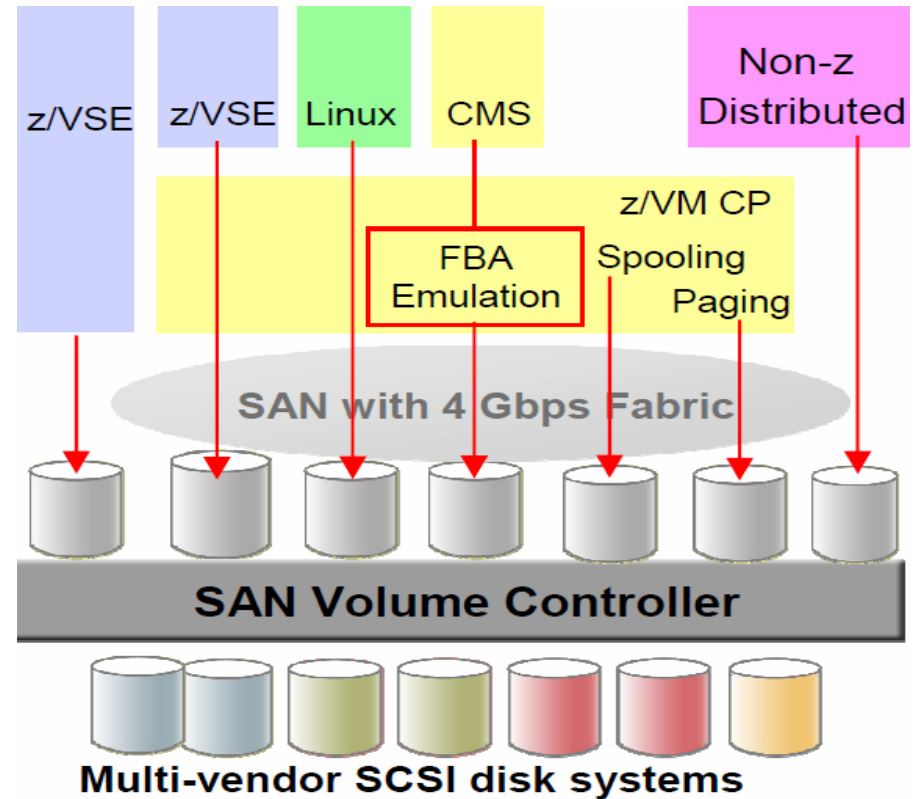 z/VSE
z/VSE
Linux
CMS
Non-z
Distributed
z/VM CP
FBA
Emulation
Spooling
Paging
SAN with 4 Gbps Fabric
SAN Volume Controller
Multi-vendor SCSI disk systems